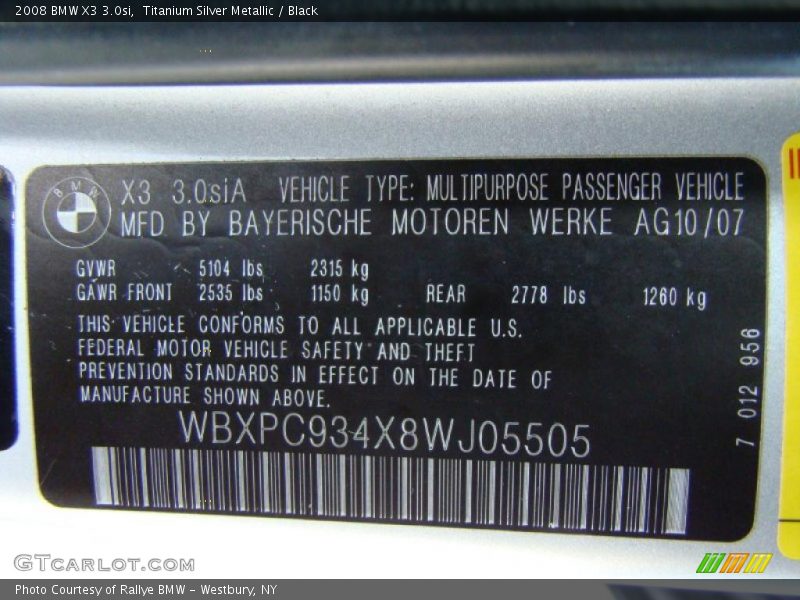 2008 BMW X3 3.0si, Titanium Silver Metallic / Black
BMW
X3 3.0siA VEHICLE TYPE: MULTIPURPOSE PASSENGER VEHICLE
MFD BY BAYERISCHE MOTOREN WERKE AG10/07
GVWR 5104 lbs 2315 kg
GAWR FRONT 2535 lbs 1150 kg REAR 2778 lbs 1260 kg
THIS VEHICLE CONFORMS TO ALL APPLICABLE U.S.
FEDERAL MOTOR VEHICLE SAFETY AND THEFT
PREVENTION STANDARDS IN EFFECT ON THE DATE OF
MANUFACTURE SHOWN ABOVE.
WBXPC934X8WJ05505
7 012 956
GTCARLOT.COM
Photo Courtesy of Rallye BMW - Westbury, NY